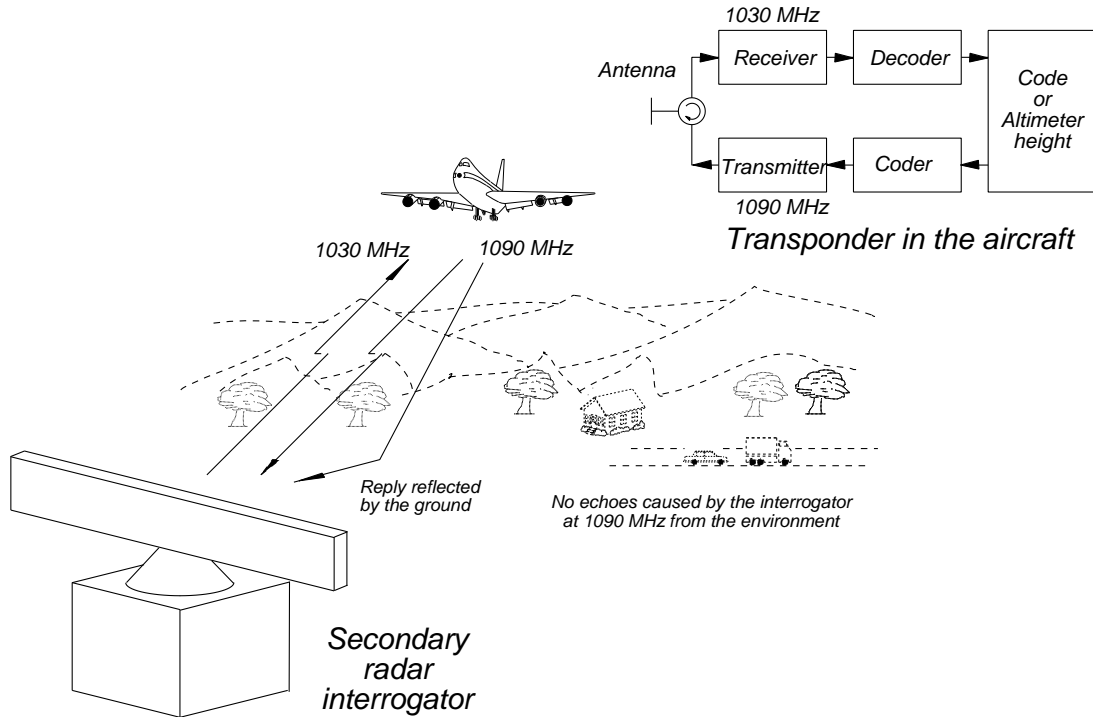 1030 MHz
Receiver
Decoder
Antenna
Code
or
Altimeter
height
Transmitter
Coder
1090 MHz
Transponder in the aircraft
1030 MHz
1090 MHz
Reply reflected
by the ground
No echoes caused by the interrogator
at 1090 MHz from the environment
Secondary
radar
interrogator